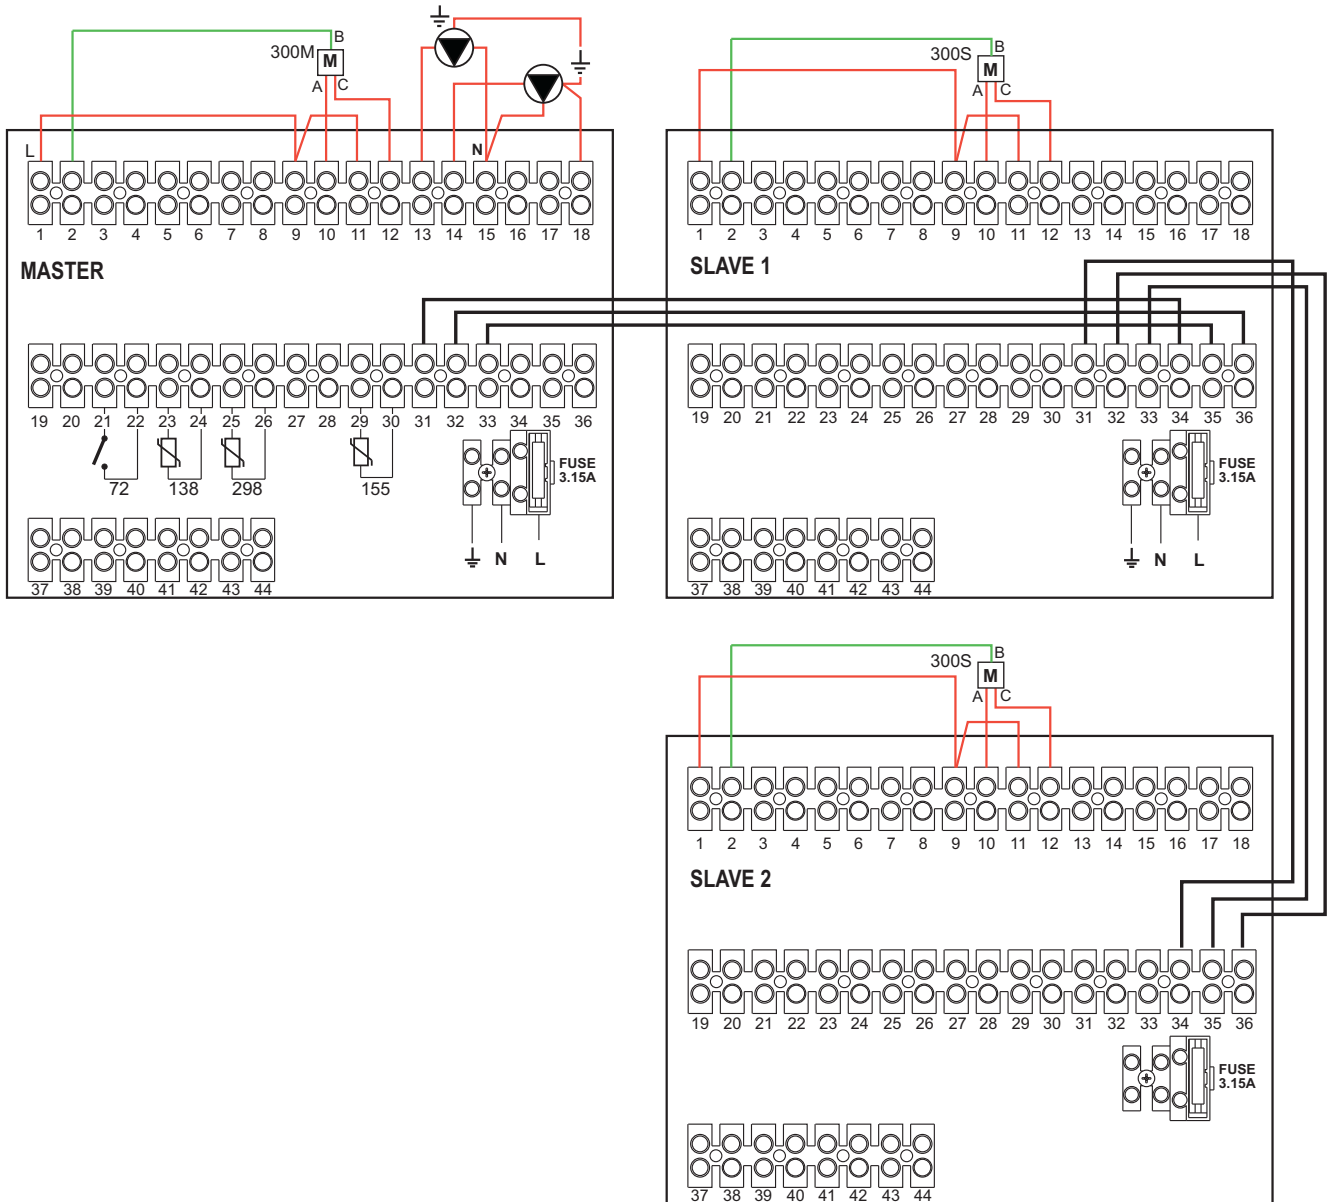 B
300M
M
A C
B
300S
M
A C
L
N
1 2 3 4 5 6 7 8 9 10 11 12 13 14 15 16 17 18
1 2 3 4 5 6 7 8 9 10 11 12 13 14 15 16 17 18
MASTER
SLAVE 1
19 20 21 22 23 24 25 26 27 28 29 30 31 32 33 34 35 36
19 20 21 22 23 24 25 26 27 28 29 30 31 32 33 34 35 36
72 138 298 155
FUSE
3.15A
FUSE
3.15A
N L
N L
37 38 39 40 41 42 43 44
37 38 39 40 41 42 43 44
B
300S
M
A C
1 2 3 4 5 6 7 8 9 10 11 12 13 14 15 16 17 18
SLAVE 2
19 20 21 22 23 24 25 26 27 28 29 30 31 32 33 34 35 36
FUSE
3.15A
37 38 39 40 41 42 43 44